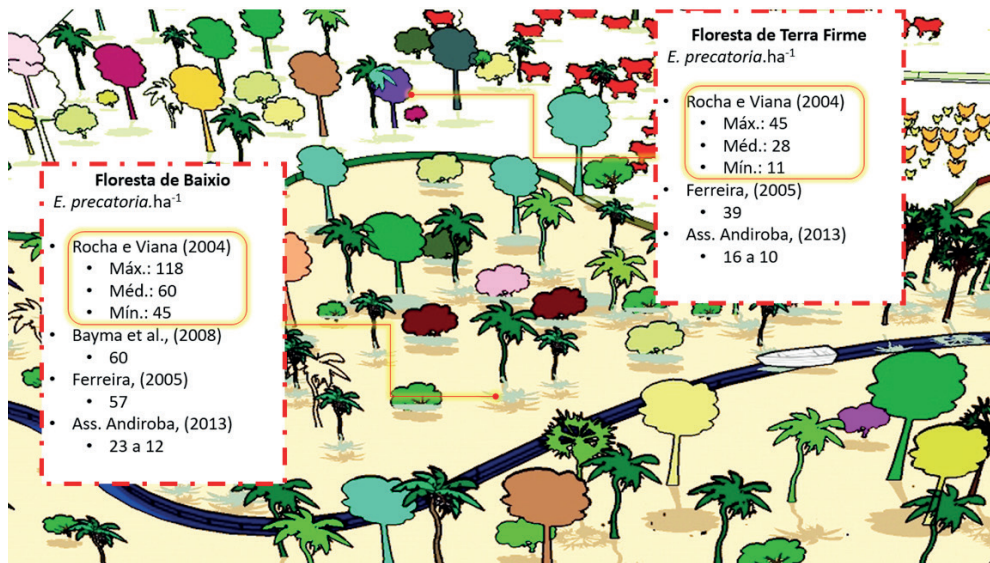 Floresta de Terra Firme
E. precatoria.ha⁻¹
• Rocha e Viana (2004)
• Máx.: 45
• Méd.: 28
• Mín.: 11
• Ferreira, (2005)
• 39
• Ass. Andiroba, (2013)
• 16 a 10
Floresta de Baixio
E. precatoria.ha⁻¹
• Rocha e Viana (2004)
• Máx.: 118
• Méd.: 60
• Mín.: 45
• Bayma et al., (2008)
• 60
• Ferreira, (2005)
• 57
• Ass. Andiroba, (2013)
• 23 a 12